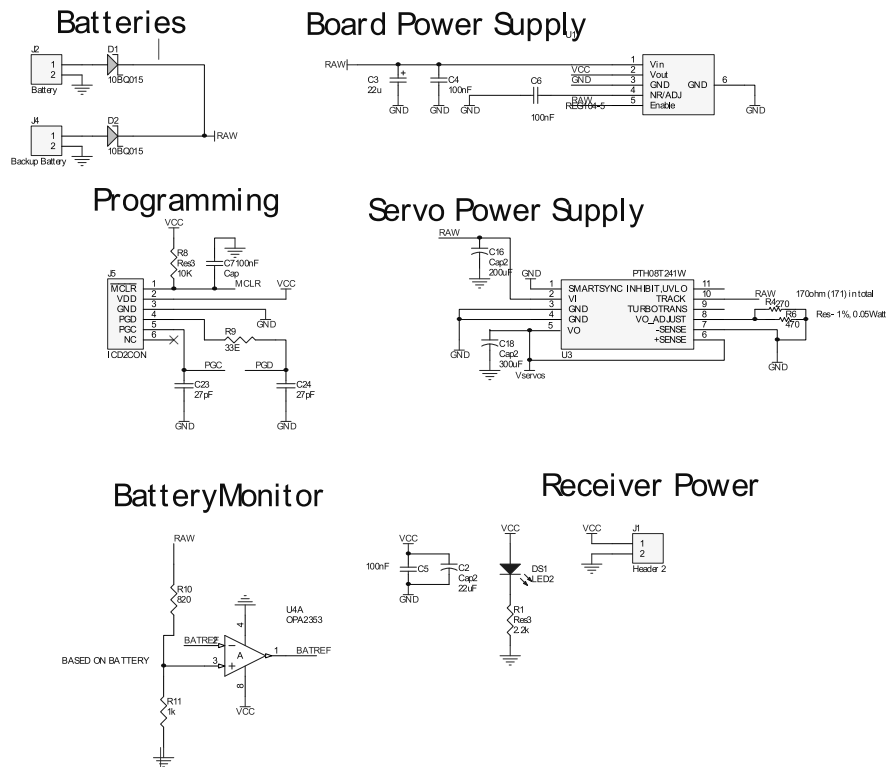 Batteries
J2
1
2
Battery
D1
10BQ015
J4
1
2
Backup Battery
D2
10BQ015
RAW
Board Power Supply
U1
RAW
C3
22u
GND
C4
100nF
GND
C6
100nF
GND
VCC
GND
RAW
REG104-5
1
2
3
4
5
Vin
Vout
GND
NR/ADJ
Enable
GND
6
GND
Programming
VCC
R8
Res3
10K
C7100nF
Cap
MCLR
VCC
J5
MCLR
VDD
GND
PGD
PGC
NC
1
2
3
4
5
6
ICD2CON
GND
R9
33E
PGC
PGD
C23
27pF
GND
C24
27pF
GND
Servo Power Supply
RAW
C16
Cap2
200uF
GND
PTH08T241W
1
2
3
4
5
SMARTSYNC INHIBIT,UVLO
VI
GND
GND
VO
TRACK
TURBOTRANS
VO_ADJUST
-SENSE
+SENSE
11
10
9
8
7
6
U3
RAW
170ohm (171) in total
R4
270
R6
470
Res- 1%, 0.05Watt
GND
GND
C18
Cap2
300uF
Vservos
BatteryMonitor
RAW
R10
820
U4A
OPA2353
4
BATREF
2
A
1
BATREF
BASED ON BATTERY
3
8
VCC
R11
1k
Receiver Power
VCC
100nF
C5
C2
Cap2
22uF
GND
VCC
DS1
LED2
R1
Res3
2.2k
VCC
J1
1
2
Header 2